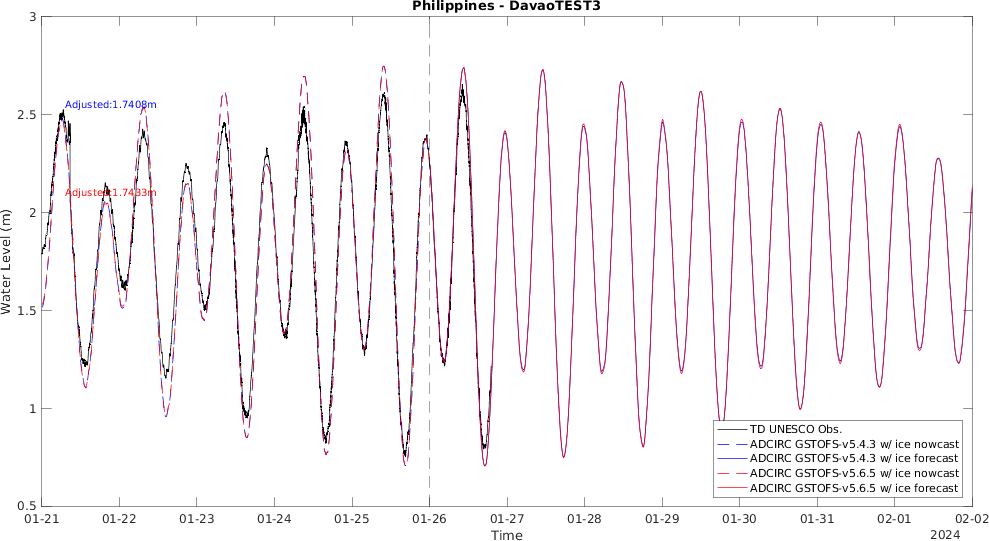 Philippines - DavaoTEST3
3
2.5
2
1.5
1
0.5
Water Level (m)
Adjusted:1.7408m
Adjusted:1.7433m
TD UNESCO Obs.
ADCIRC GSTOFS-v5.4.3 w/ ice nowcast
ADCIRC GSTOFS-v5.4.3 w/ ice forecast
ADCIRC GSTOFS-v5.6.5 w/ ice nowcast
ADCIRC GSTOFS-v5.6.5 w/ ice forecast
01-21 01-22 01-23 01-24 01-25 01-26 01-27 01-28 01-29 01-30 01-31 02-01 02-02
Time
2024